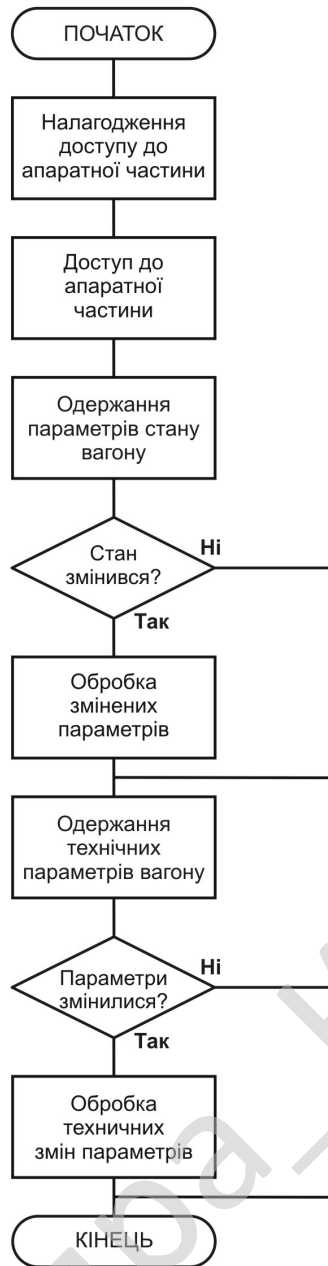 ПОЧАТОК
Налагодження
доступу до
апаратної частини
Доступ до
апаратної
частини
Одержання
параметрів стану
вагону
Стан
змінився?
Ні
Так
Обробка
змінених
параметрів
Одержання
технічних
параметрів вагону
Параметри
змінилися?
Ні
Так
Обробка
техничних
змін параметрів
КІНЕЦЬ